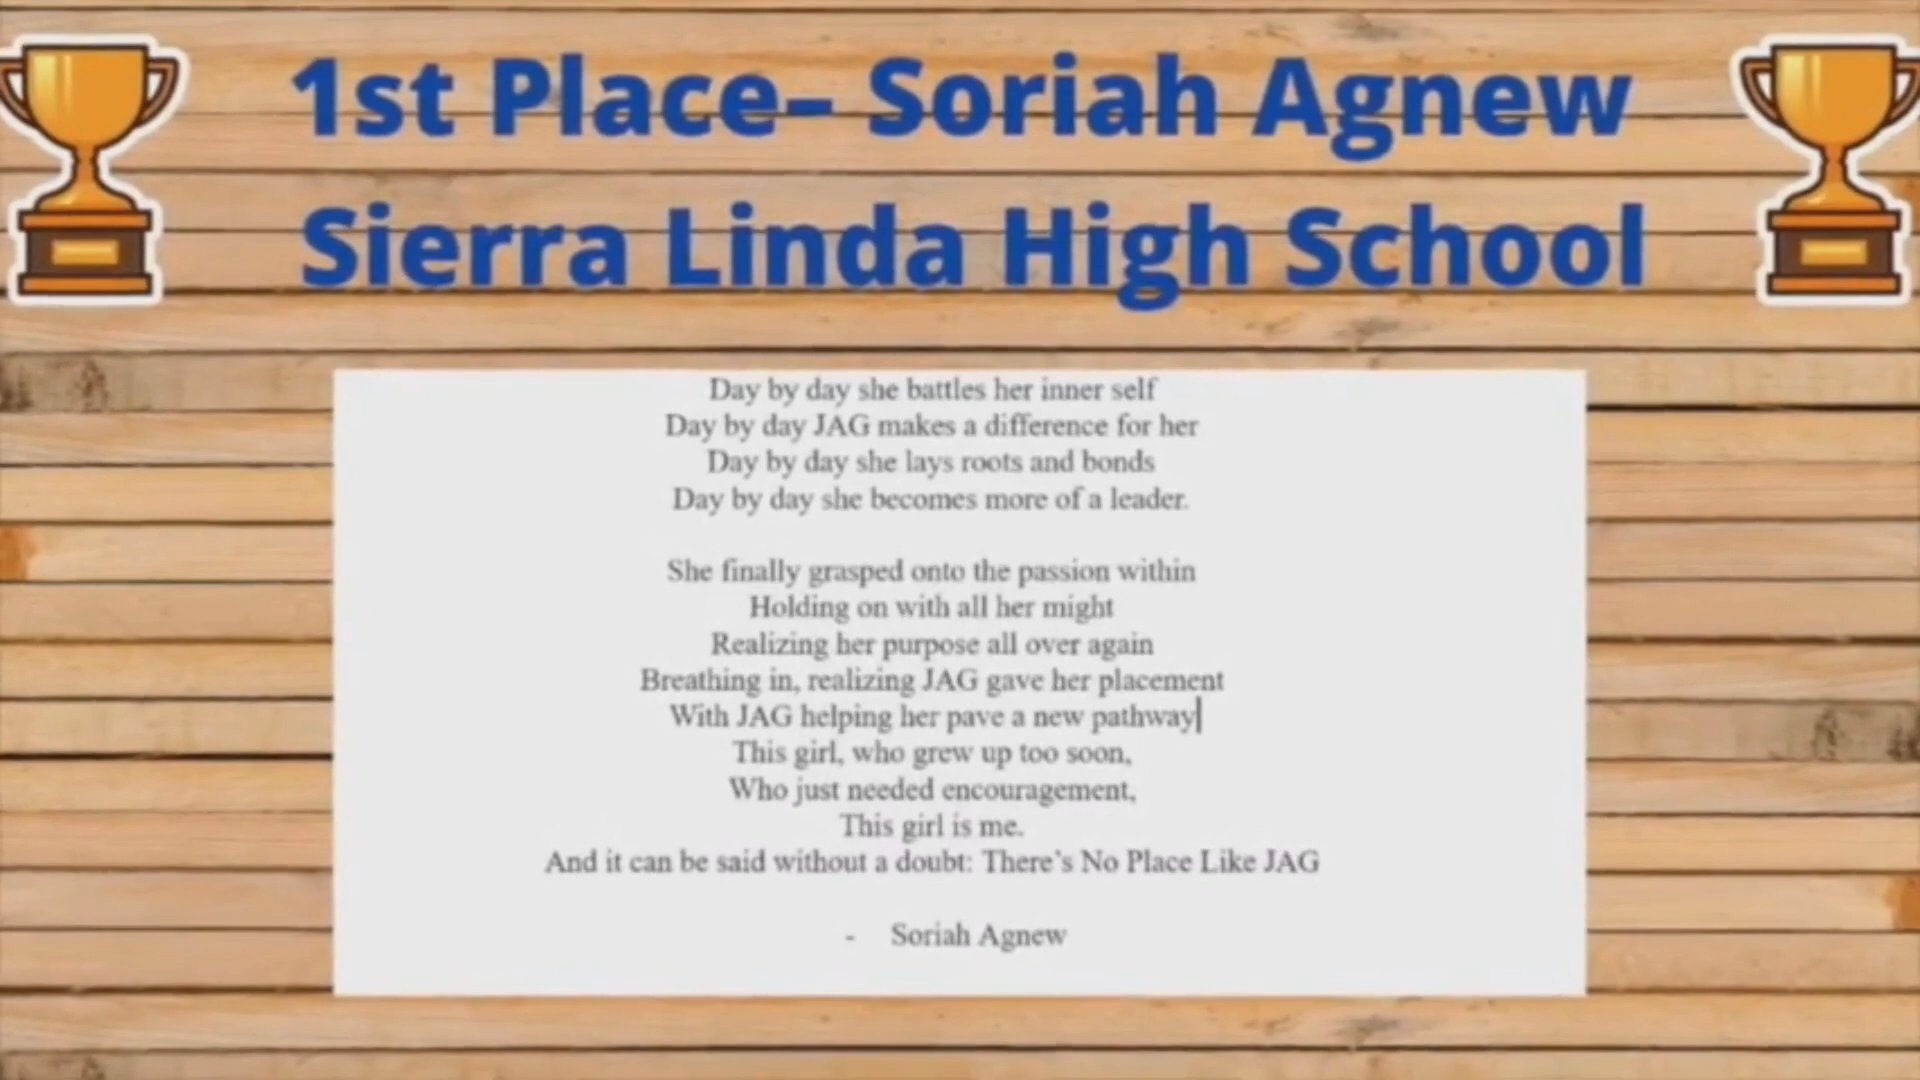 1st Place– Soriah Agnew
Sierra Linda High School
Day by day she battles her inner self
Day by day JAG makes a difference for her
Day by day she lays roots and bonds
Day by day she becomes more of a leader.
She finally grasped onto the passion within
Holding on with all her might
Realizing her purpose all over again
Breathing in, realizing JAG gave her placement
With JAG helping her pave a new pathway
This girl, who grew up too soon,
Who just needed encouragement,
This girl is me.
And it can be said without a doubt: There’s No Place Like JAG
- Soriah Agnew